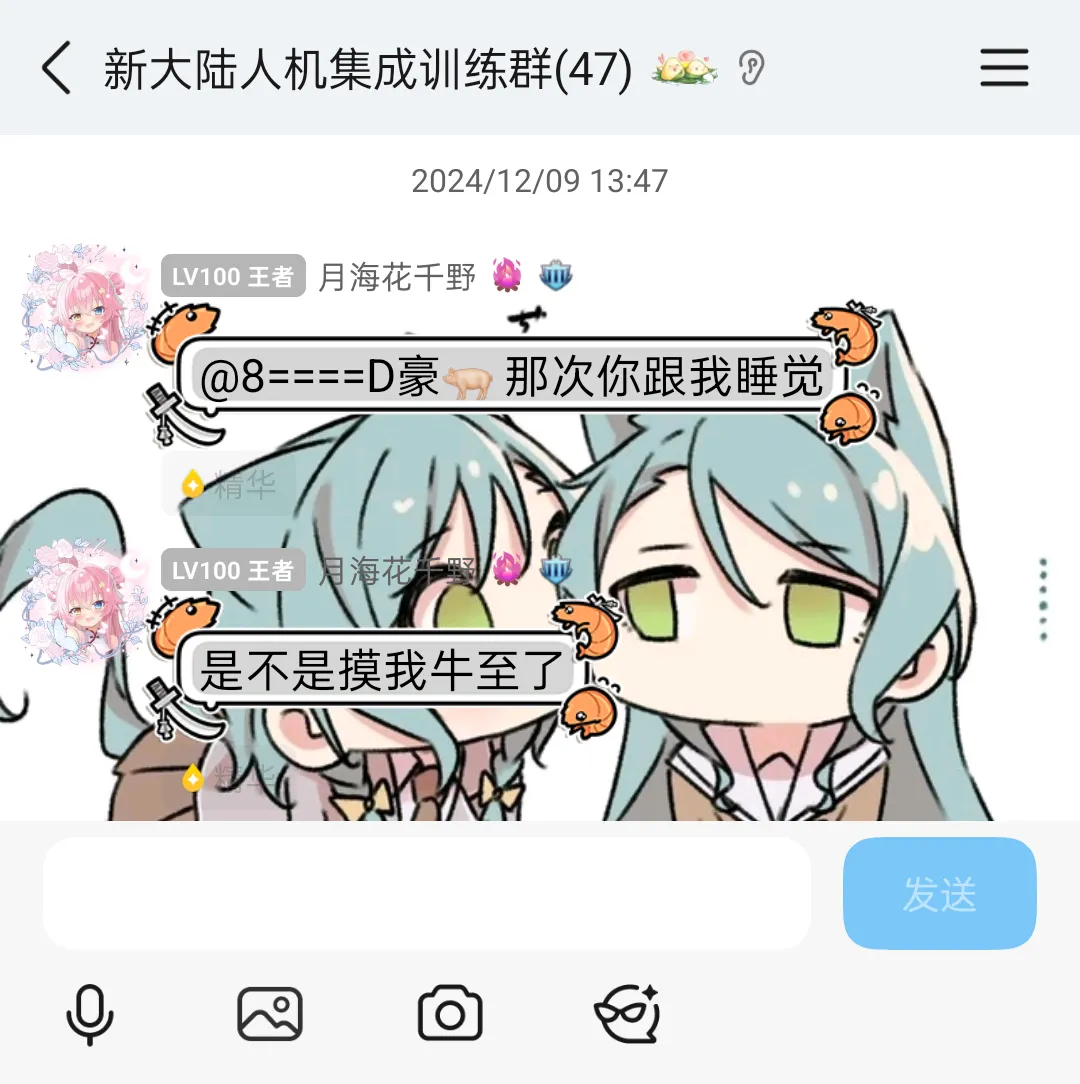 新大陆人机集成训练群(47)
2024/12/09 13:47
LV100 王者 月海花千野
@8====D豪🐖 那次你跟我睡觉
精华
LV100 王者 月海花千野
是不是摸我牛至了
精华
发送